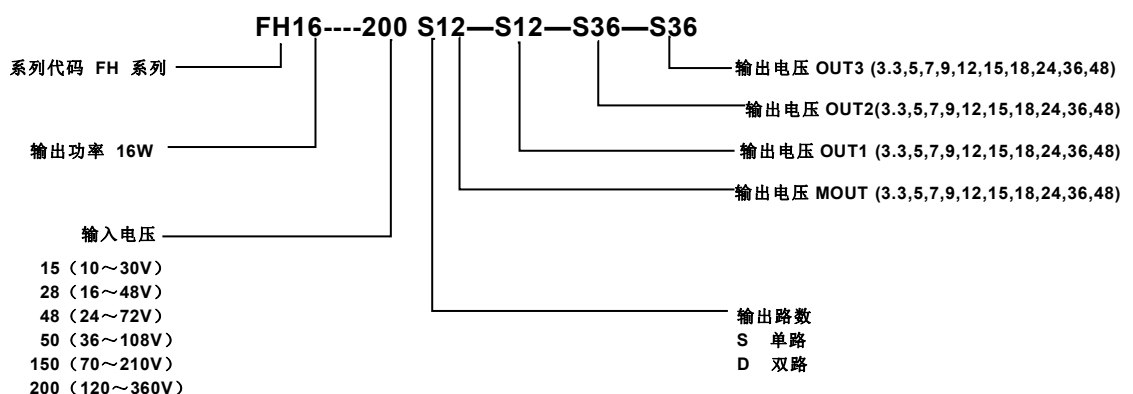 FH16----200 S12—S12—S36—S36
系列代码 FH 系列
输出电压 OUT3 (3.3,5,7,9,12,15,18,24,36,48)
输出电压 OUT2(3.3,5,7,9,12,15,18,24,36,48)
输出功率 16W
输出电压 OUT1 (3.3,5,7,9,12,15,18,24,36,48)
输出电压 MOUT (3.3,5,7,9,12,15,18,24,36,48)
输入电压
15（10～30V）
28（16～48V）
48（24～72V）
50（36～108V）
150（70～210V）
200（120～360V）
输出路数
S 单路
D 双路